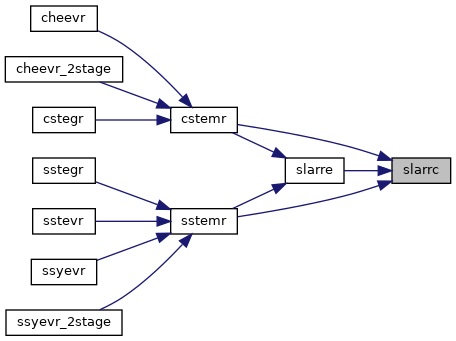 cheevr
cheevr_2stage
cstegr
cstemr
sstegr
slarre
slarrc
sstevr
sstemr
ssyevr
ssyevr_2stage